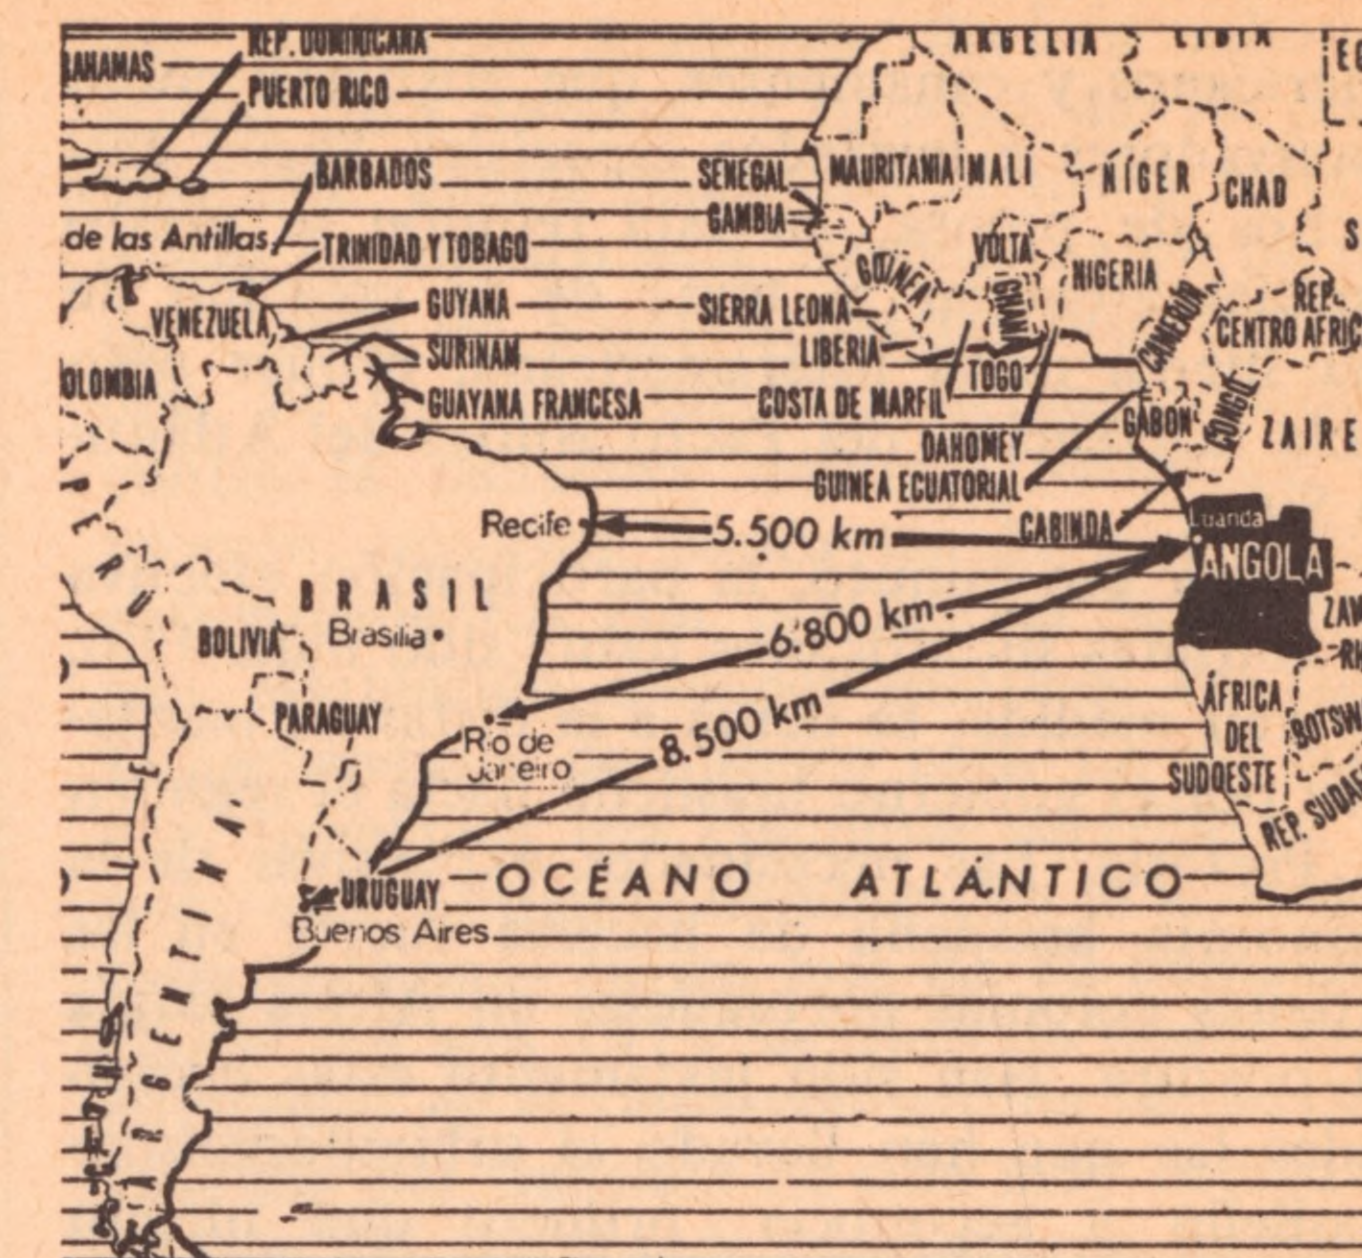 REP. DOMINICANA
PUERTO RICO
BARBADOS
de las Antillas
TRINIDAD Y TOBAGO
VENEZUELA
GUYANA
SURINAM
GUAYANA FRANCESA
PERU
Recife
BRASIL
Brasilia
BOLIVIA
PARAGUAY
Rio de
Janeiro
URUGUAY
Buenos Aires
ARGENTINA
5.500 km
6.800 km
8.500 km
OCÉANO ATLÁNTICO
ARGELIA
LIBIA
SENEGAL
MAURITANIA
MALI
NÍGER
CHAD
GAMBIA
GUINEA
VOLTA
GHANA
NIGERIA
SIERRA LEONA
LIBERIA
COSTA DE MARFIL
TOGO
DAHOMEY
CAMERUN
REP.
CENTRO AFRIC
GUINEA ECUATORIAL
GABON
CONGO
ZAIRE
CABINDA
Luanda
ANGOLA
ÁFRICA
DEL
SUDOESTE
BOTSW
REP. SUDAF